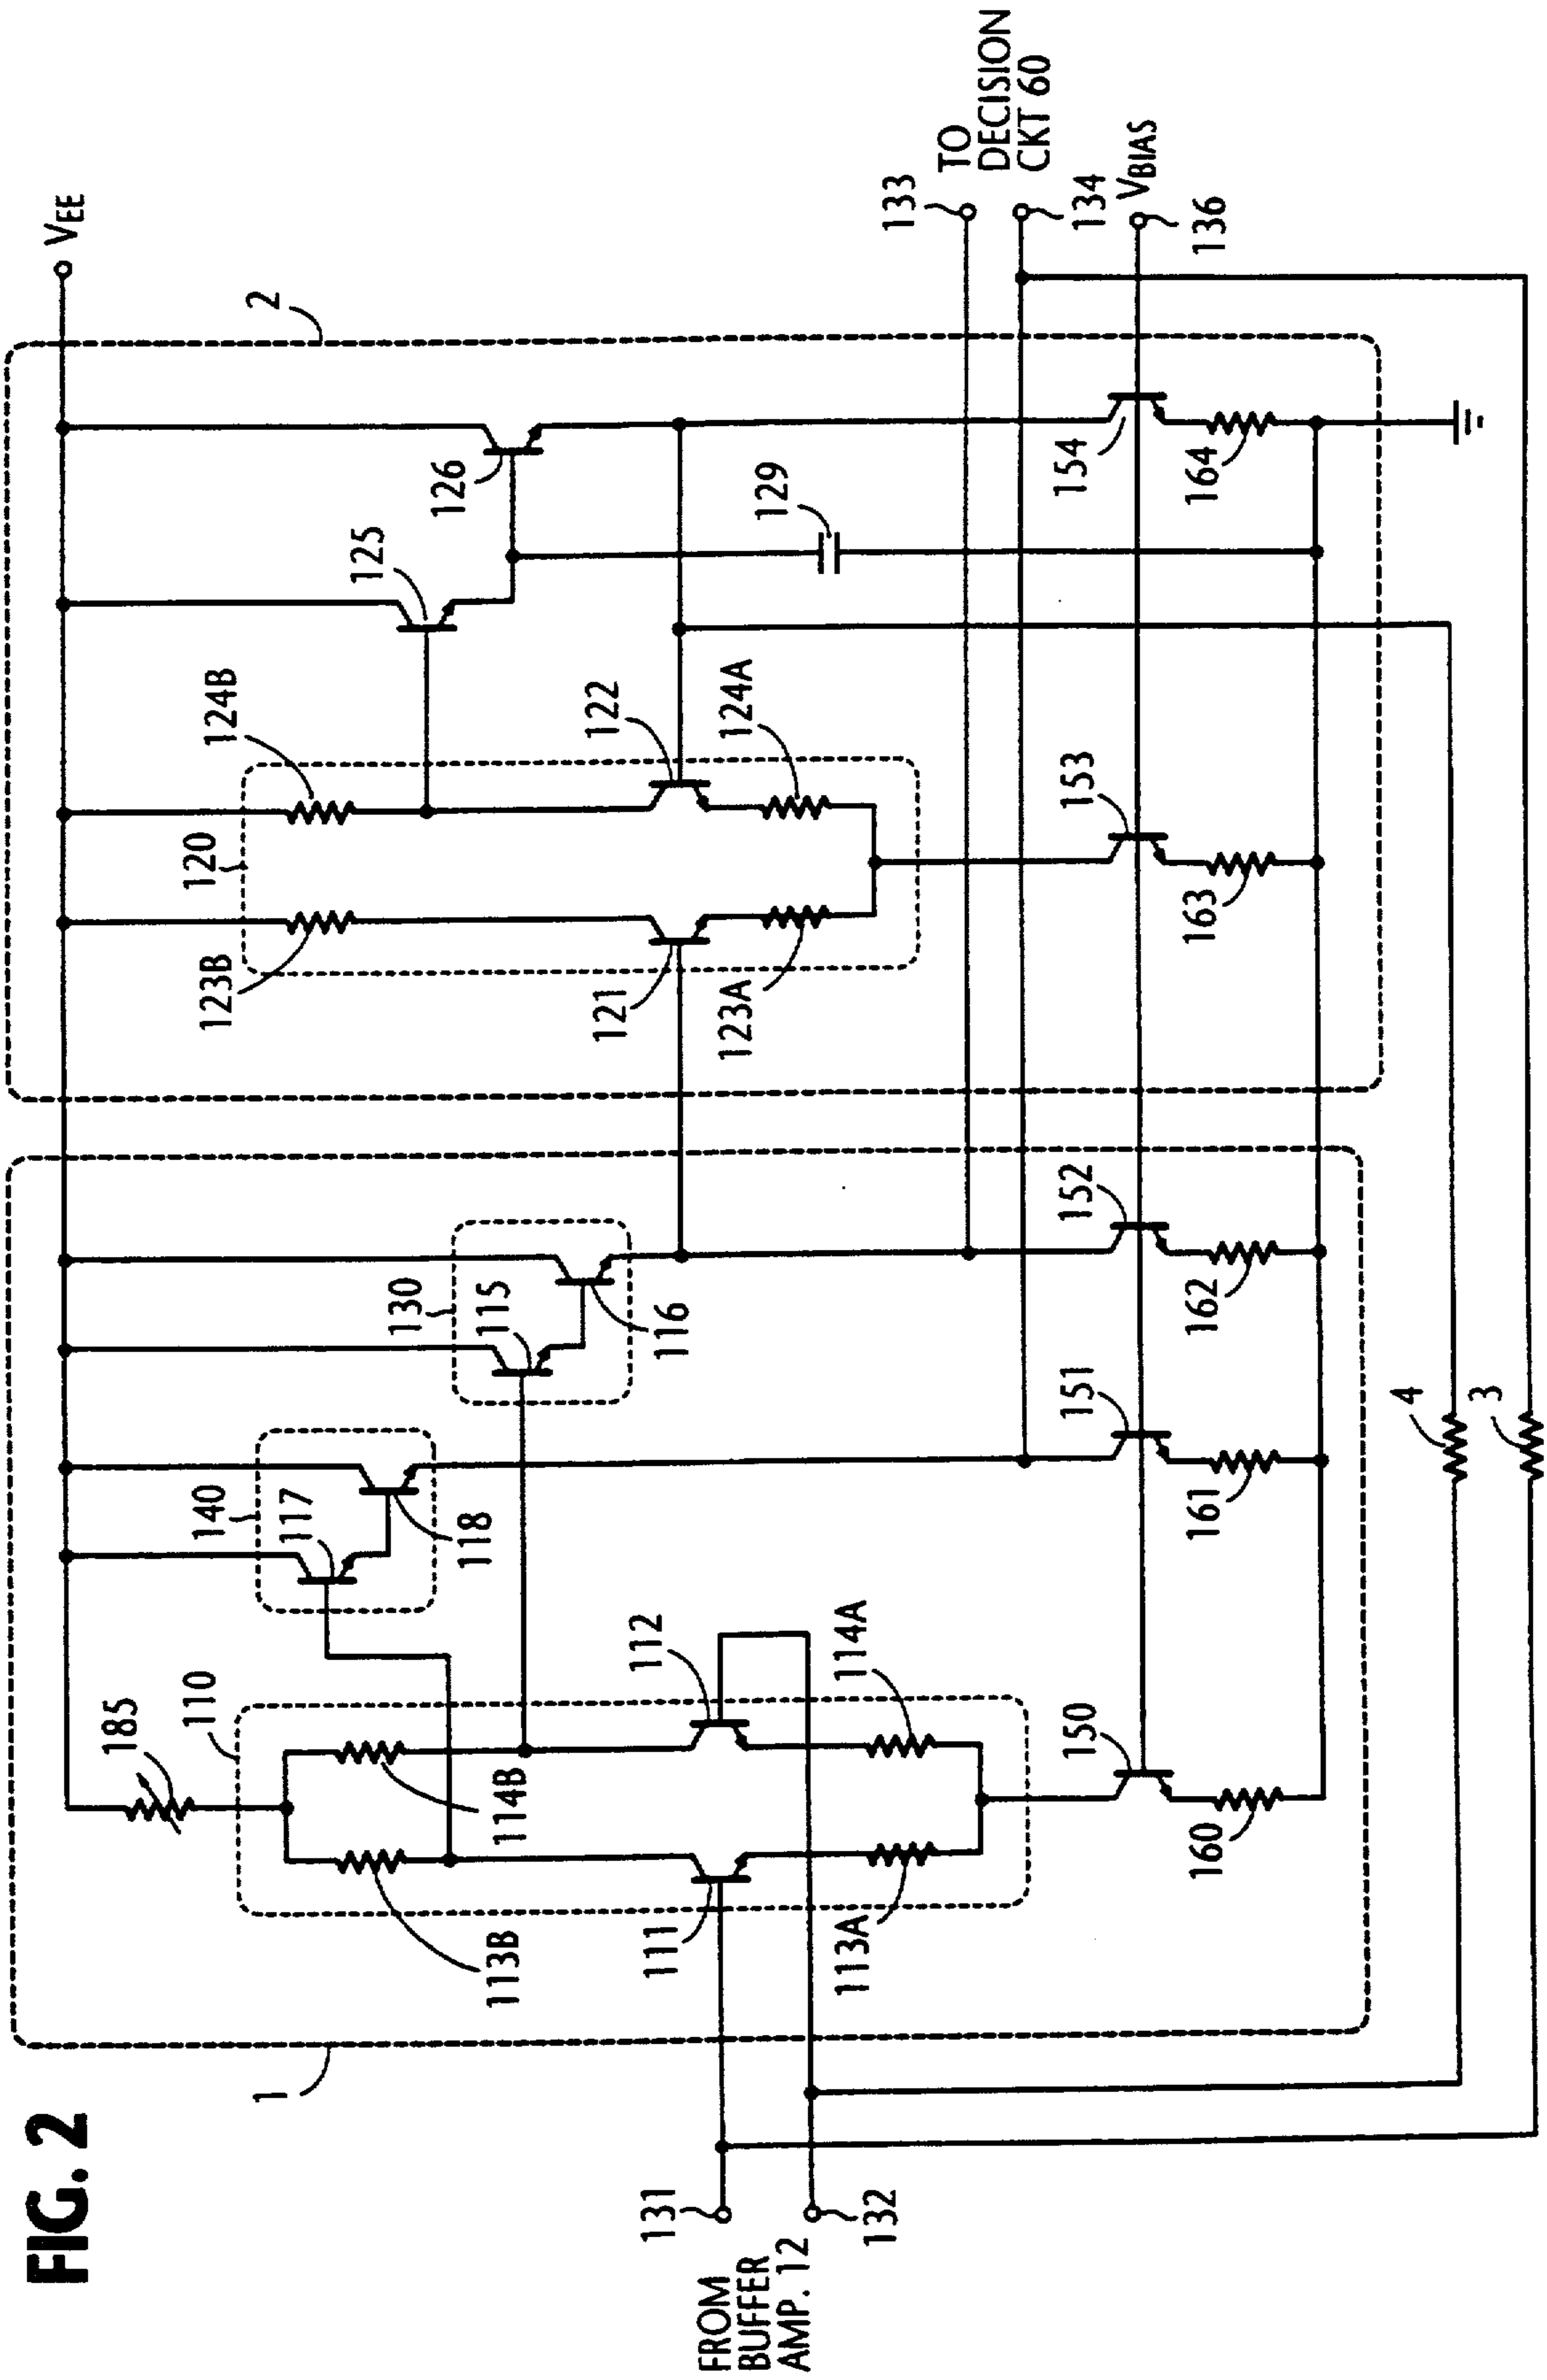 FIG. 2
1
2
VEE
185
110
140
117
118
130
115
116
113B
114B
111
112
113A
114A
150
160
151
161
152
162
120
123B
124B
125
126
121
122
123A
124A
129
153
163
154
164
131
132
FROM
BUFFER
AMP. 12
133
TO
DECISION
CKT 60
134
VBIAS
136
4
3